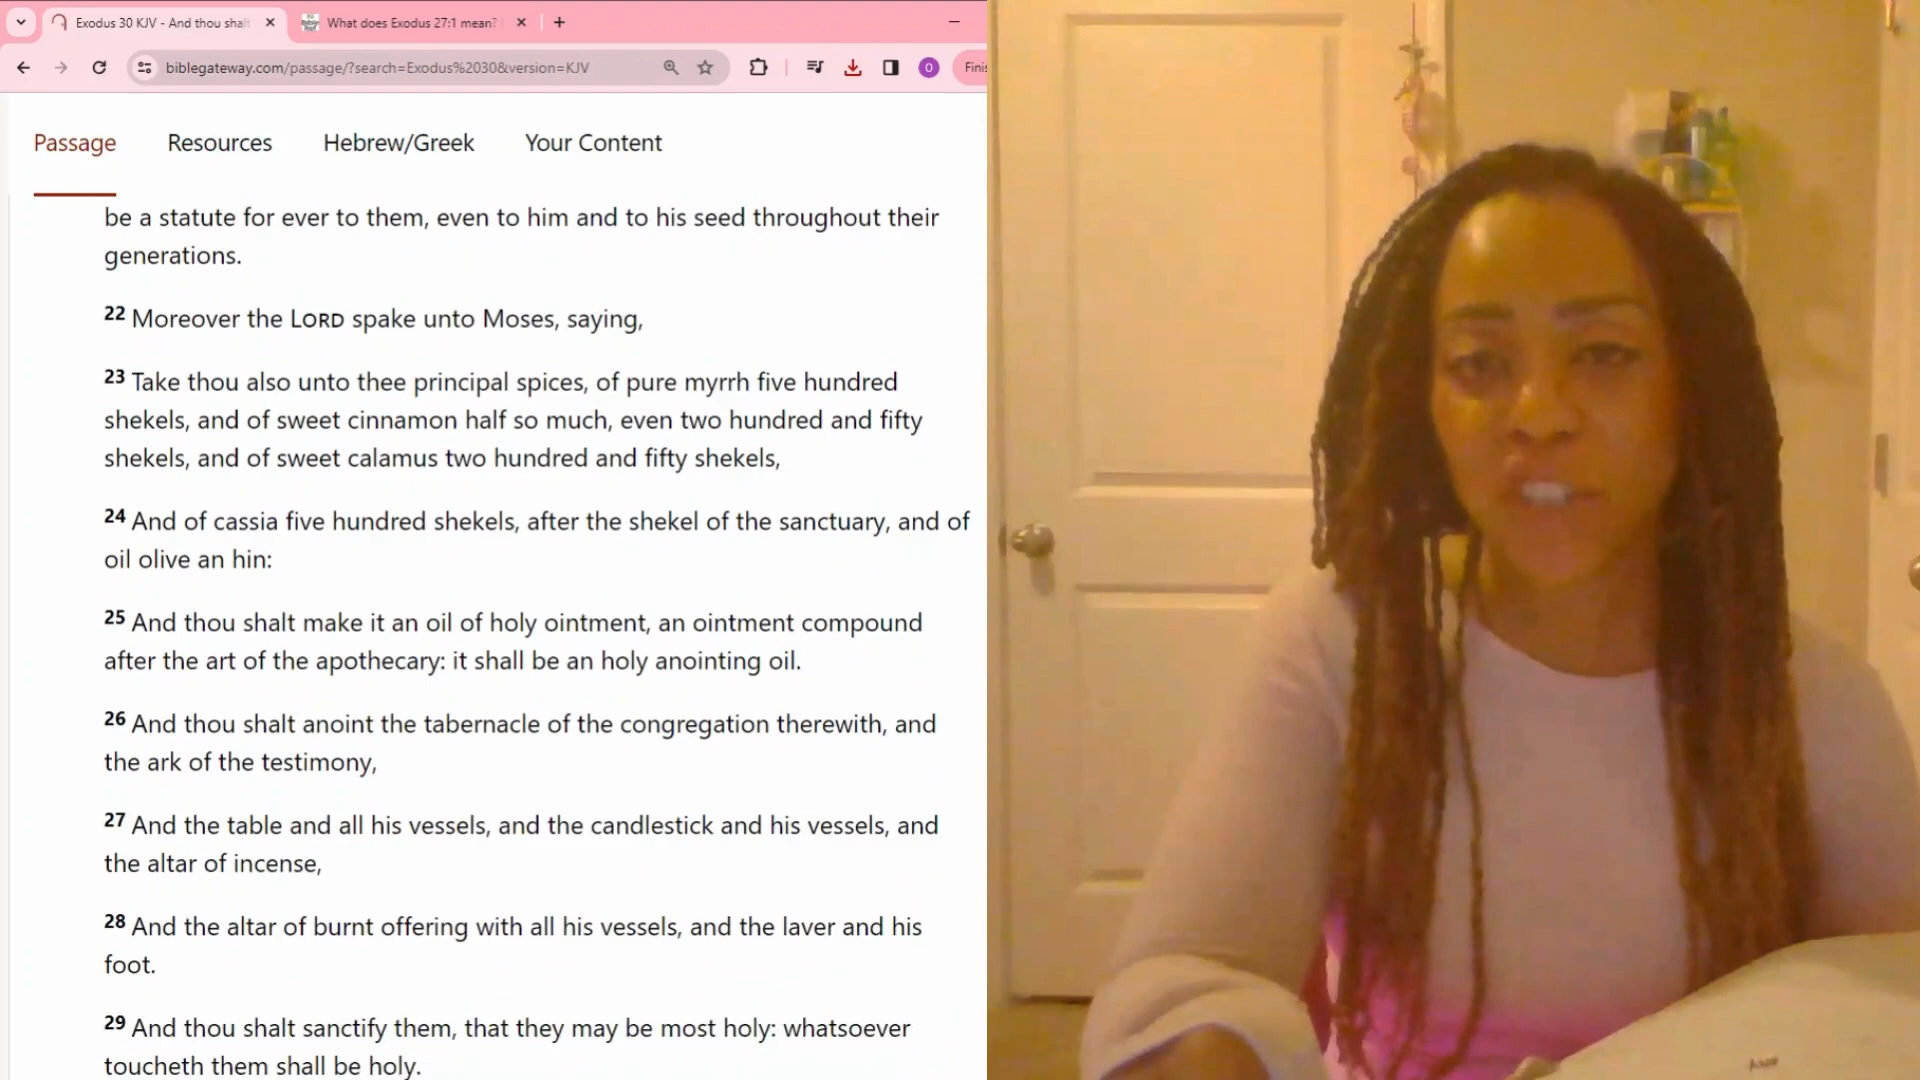 Exodus 30 KJV - And thou shalt
What does Exodus 27:1 mean?
biblegateway.com/passage/?search=Exodus%2030&version=KJV
O
Finis
Passage
Resources
Hebrew/Greek
Your Content
be a statute for ever to them, even to him and to his seed throughout their
generations.
22 Moreover the LORD spake unto Moses, saying,
23 Take thou also unto thee principal spices, of pure myrrh five hundred
shekels, and of sweet cinnamon half so much, even two hundred and fifty
shekels, and of sweet calamus two hundred and fifty shekels,
24 And of cassia five hundred shekels, after the shekel of the sanctuary, and of
oil olive an hin:
25 And thou shalt make it an oil of holy ointment, an ointment compound
after the art of the apothecary: it shall be an holy anointing oil.
26 And thou shalt anoint the tabernacle of the congregation therewith, and
the ark of the testimony,
27 And the table and all his vessels, and the candlestick and his vessels, and
the altar of incense,
28 And the altar of burnt offering with all his vessels, and the laver and his
foot.
29 And thou shalt sanctify them, that they may be most holy: whatsoever
toucheth them shall be holy.